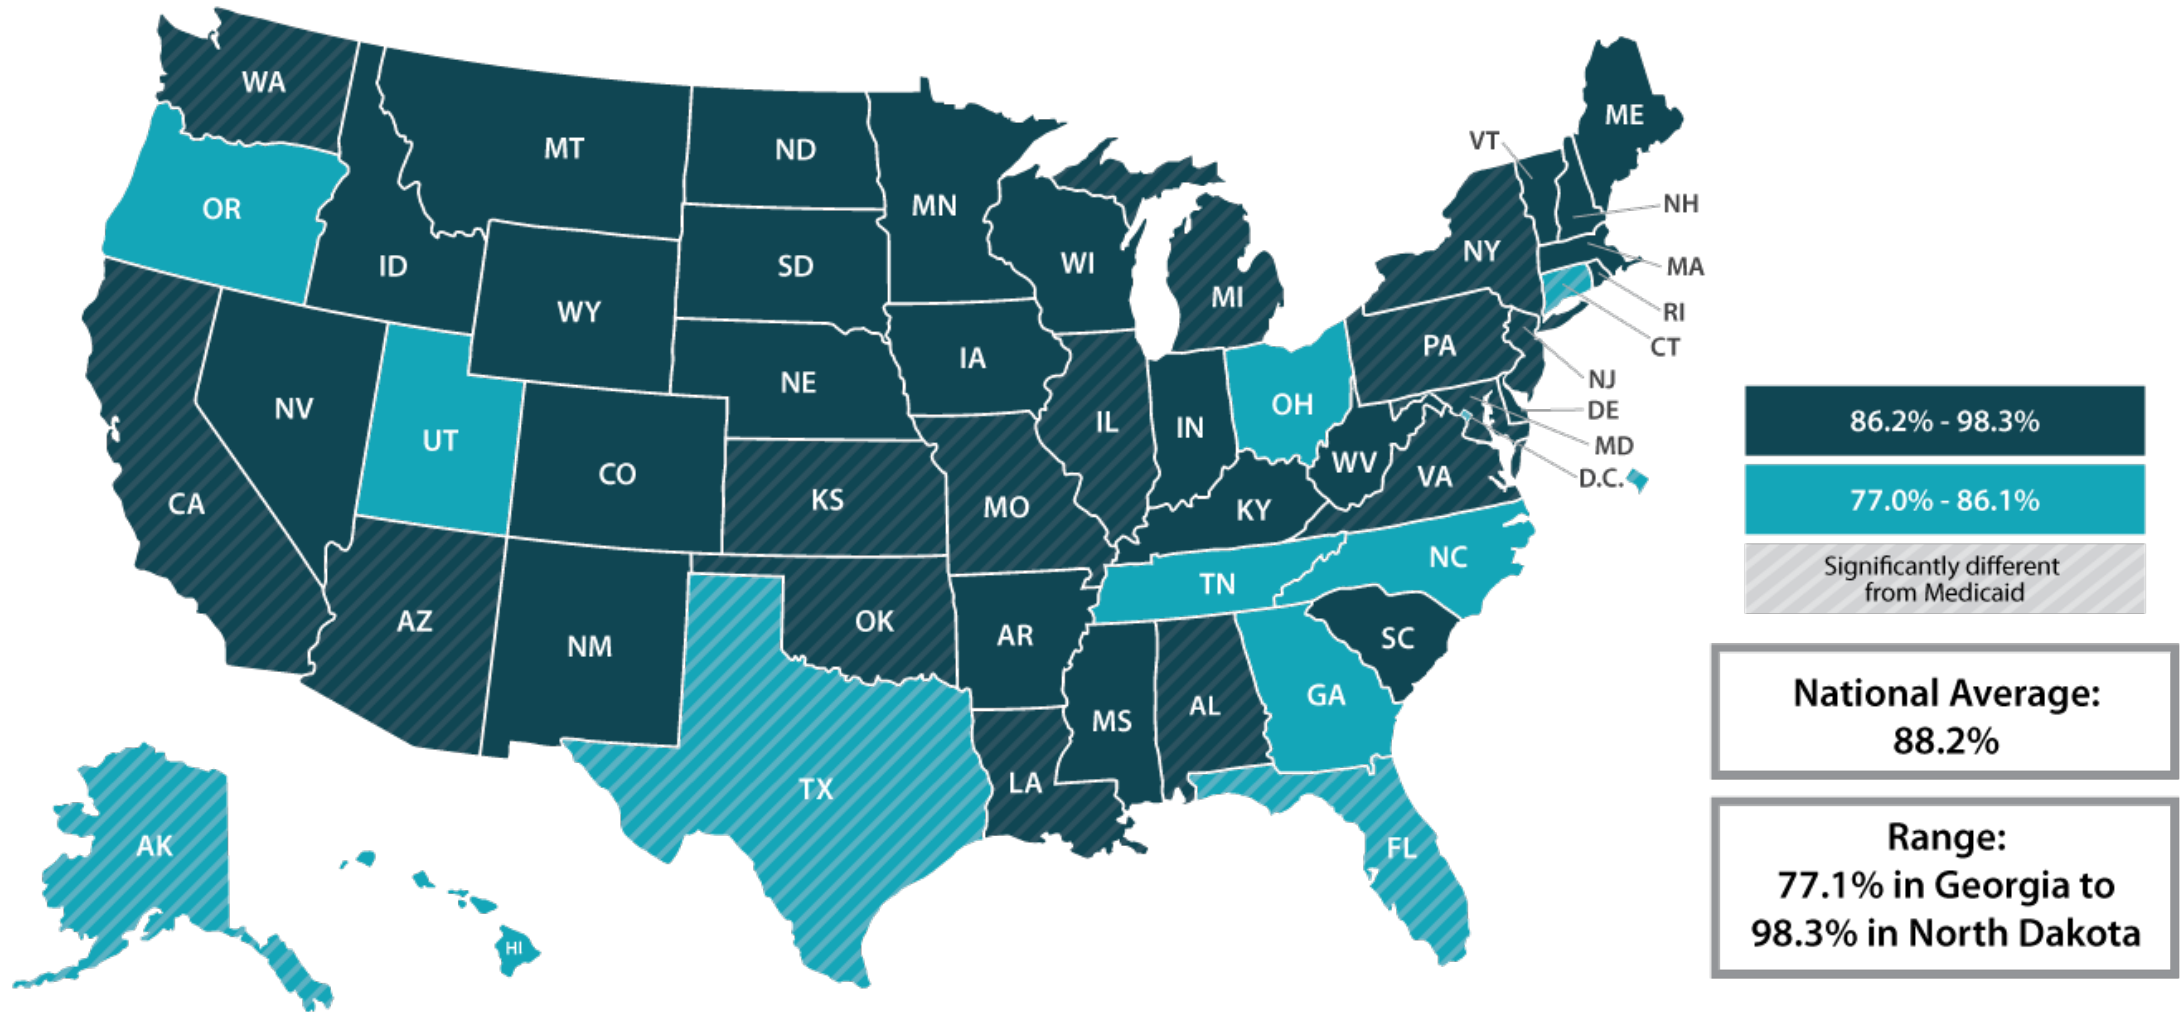 WA
MT
ND
MN
ME
VT
OR
NH
ID
SD
WI
NY
MA
MI
WY
RI
IA
PA
CT
NE
NJ
NV
OH
DE
UT
IL
IN
MD
CO
WV
VA
D.C.
CA
KS
MO
KY
NC
TN
AZ
OK
AR
SC
NM
MS
AL
GA
LA
TX
AK
FL
HI
86.2% - 98.3%
77.0% - 86.1%
Significantly different
from Medicaid
National Average:
88.2%
Range:
77.1% in Georgia to
98.3% in North Dakota